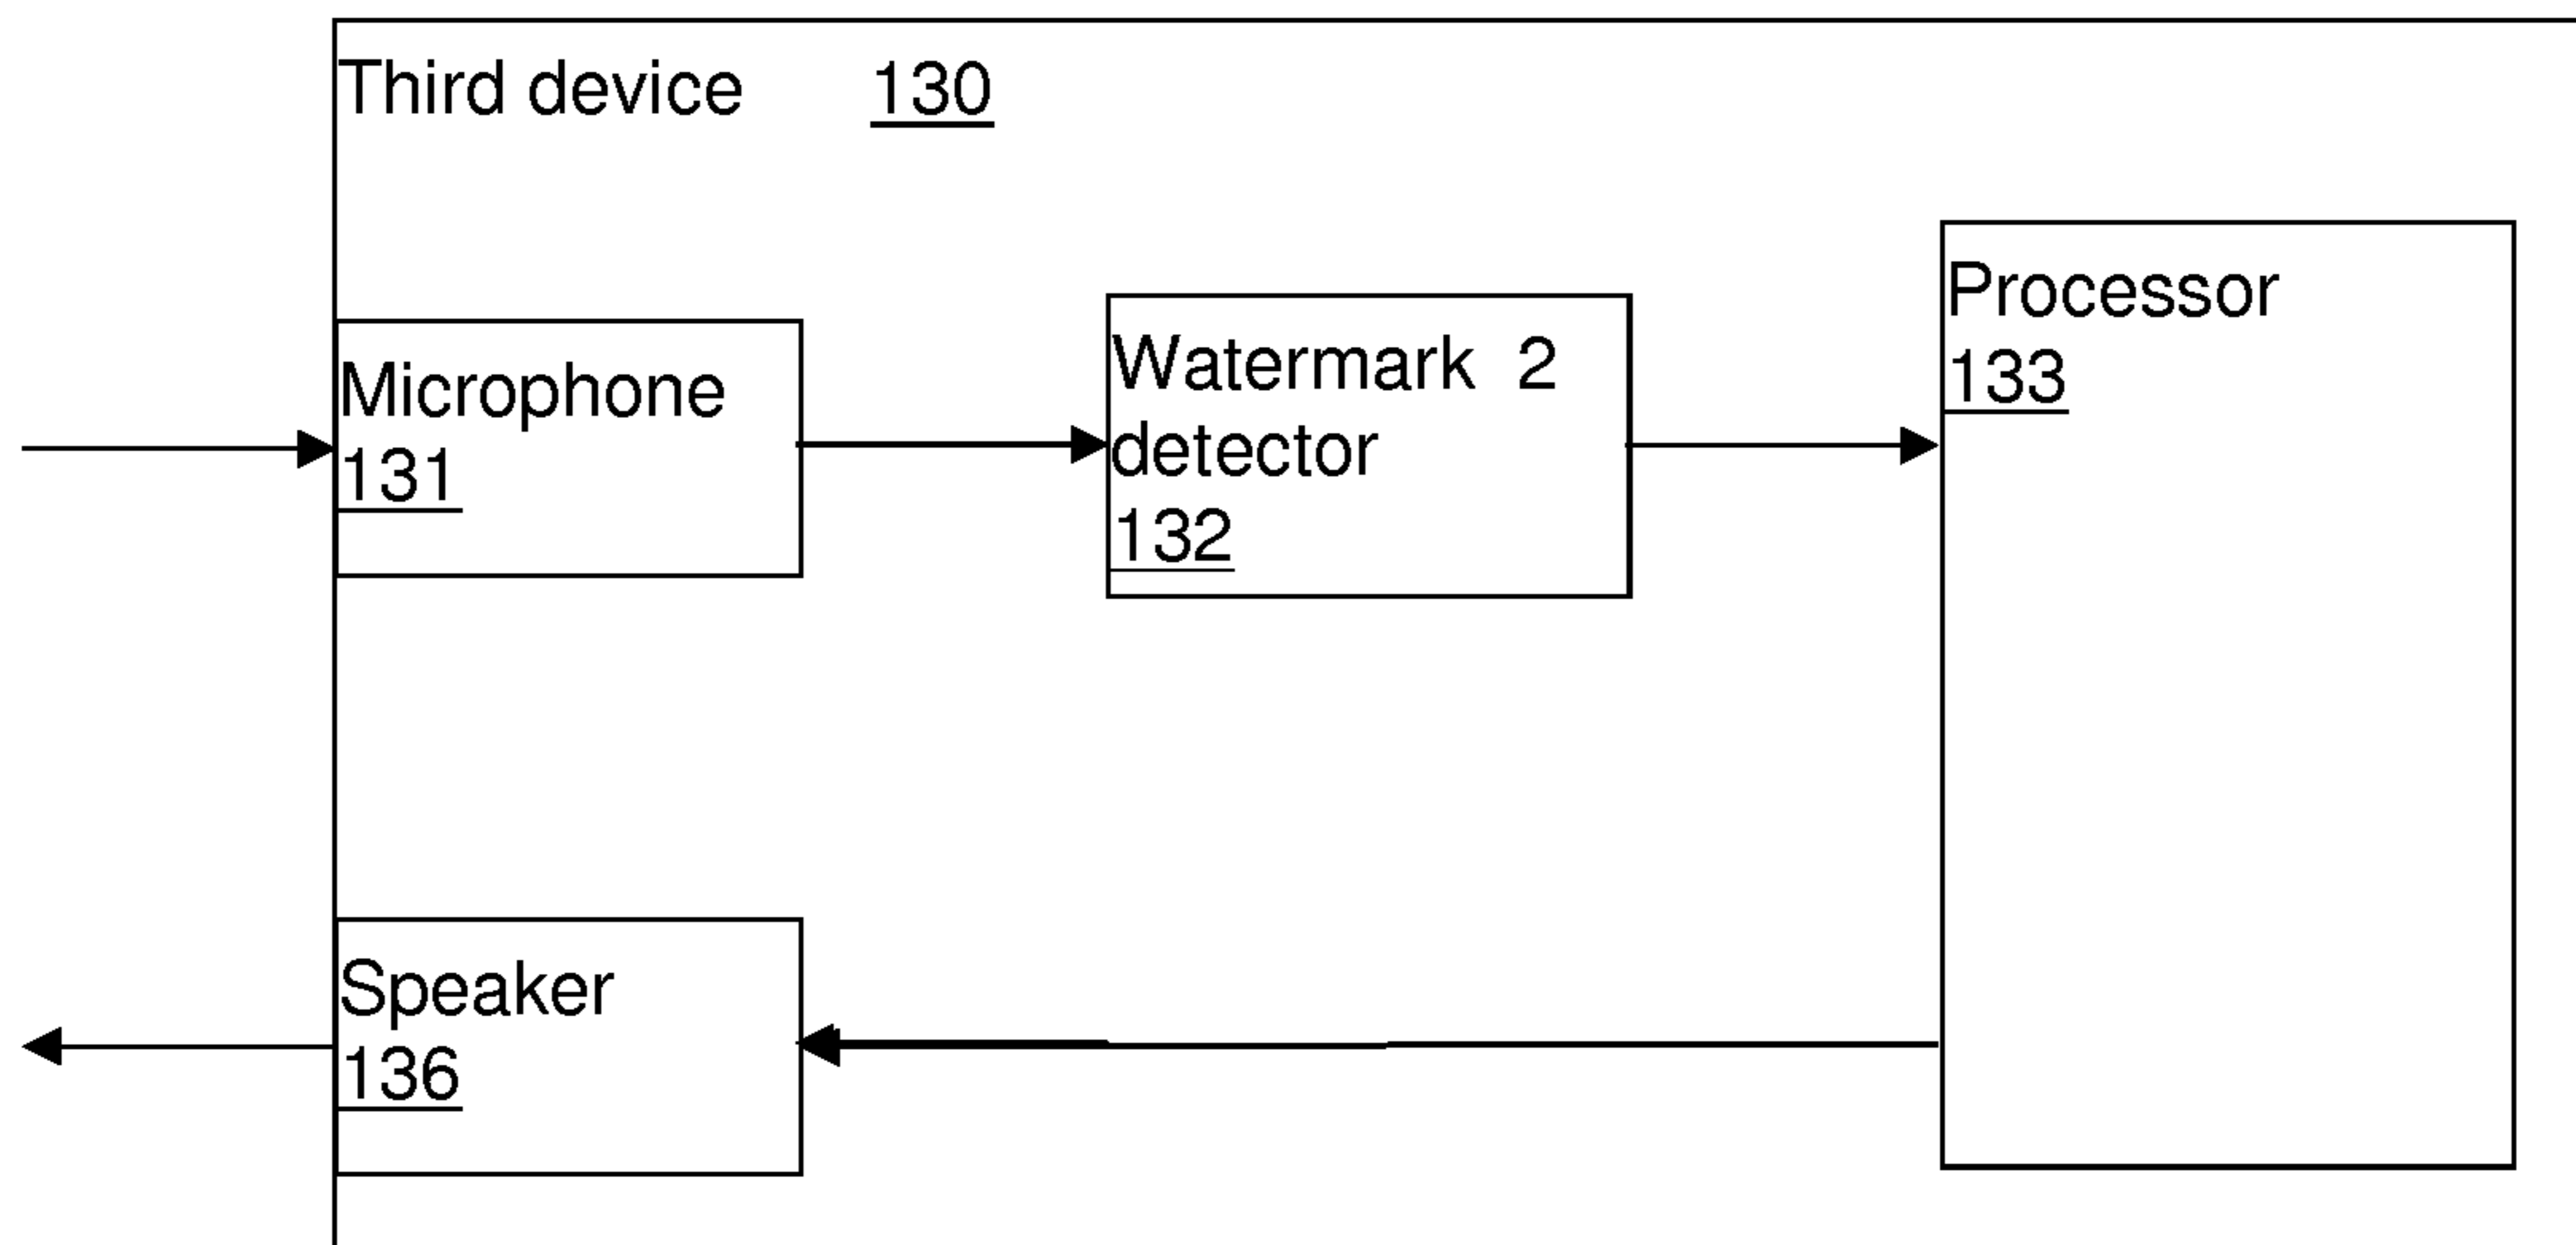 Third device 130
Microphone
131
Watermark 2
detector
132
Processor
133
Speaker
136